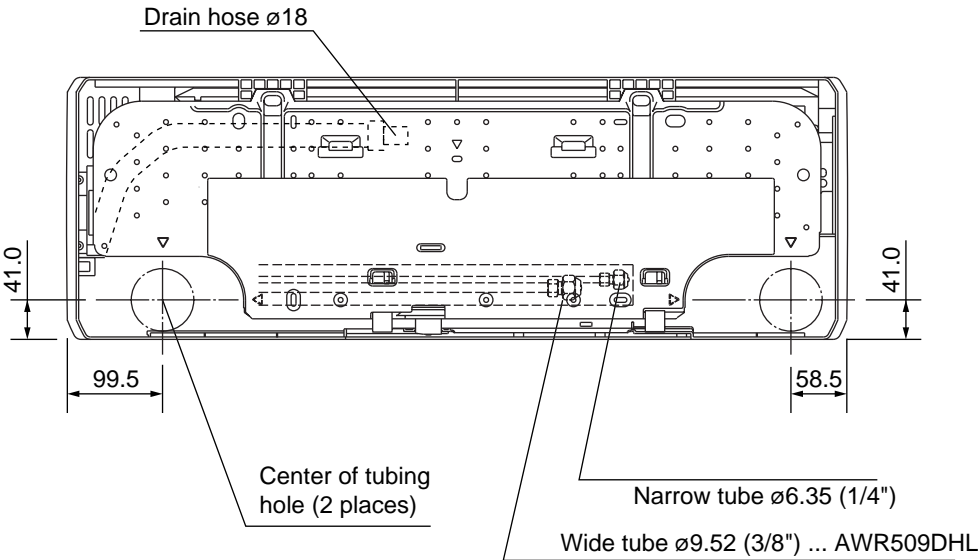 Drain hose ø18
41.0
41.0
99.5
58.5
Center of tubing
hole (2 places)
Narrow tube ø6.35 (1/4")
Wide tube ø9.52 (3/8") ... AWR509DHL